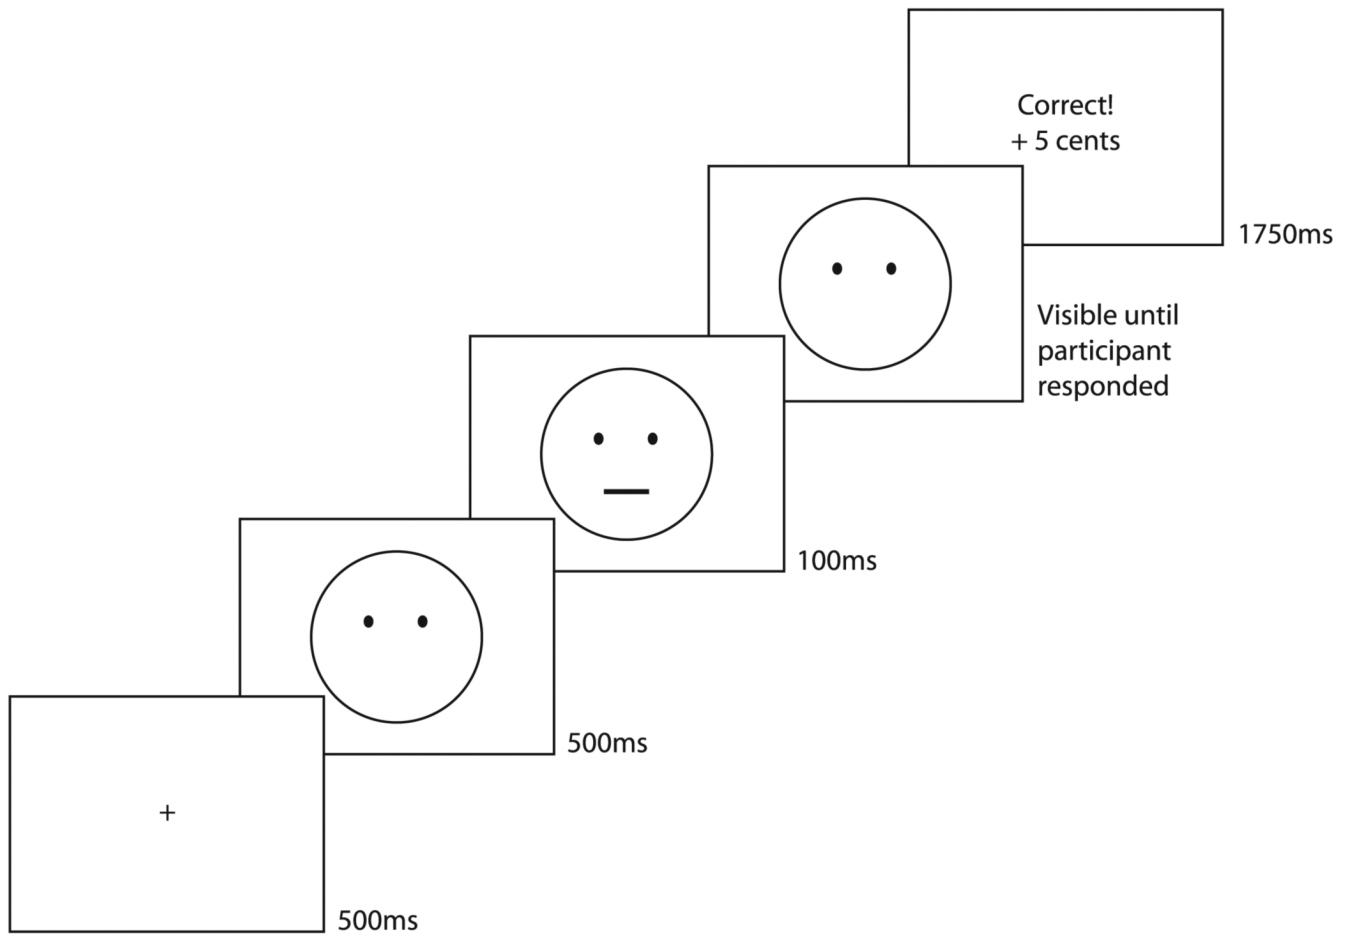 Correct!
+ 5 cents
1750ms
Visible until
participant
responded
100ms
500ms
+
500ms